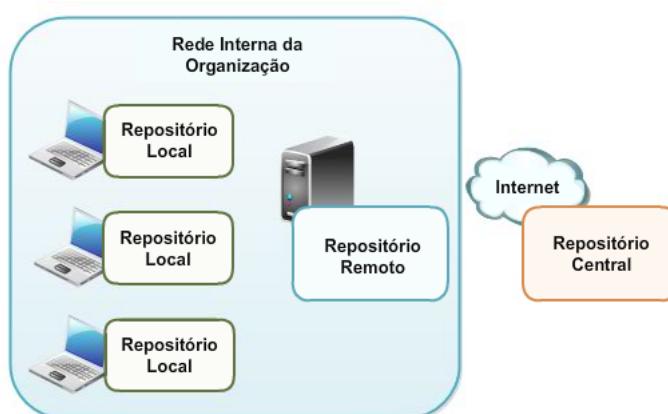 Rede Interna da
Organização
Repositório
Local
Repositório
Local
Repositório
Local
Repositório
Remoto
Internet
Repositório
Central